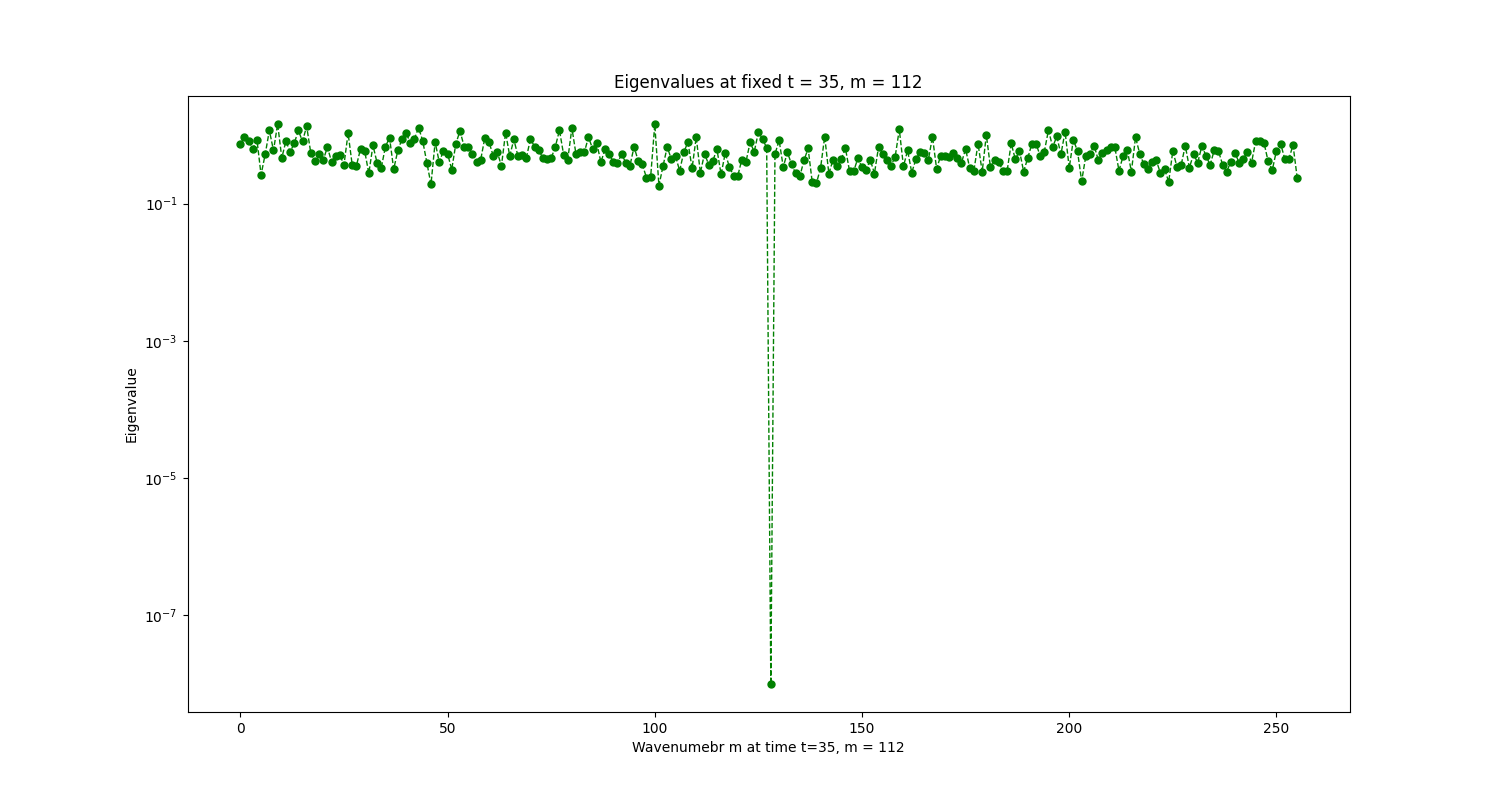 Eigenvalues at fixed t = 35, m = 112
Eigenvalue
10⁻¹
10⁻³
10⁻⁵
10⁻⁷
0 50 100 150 200 250
Wavenumebr m at time t=35, m = 112